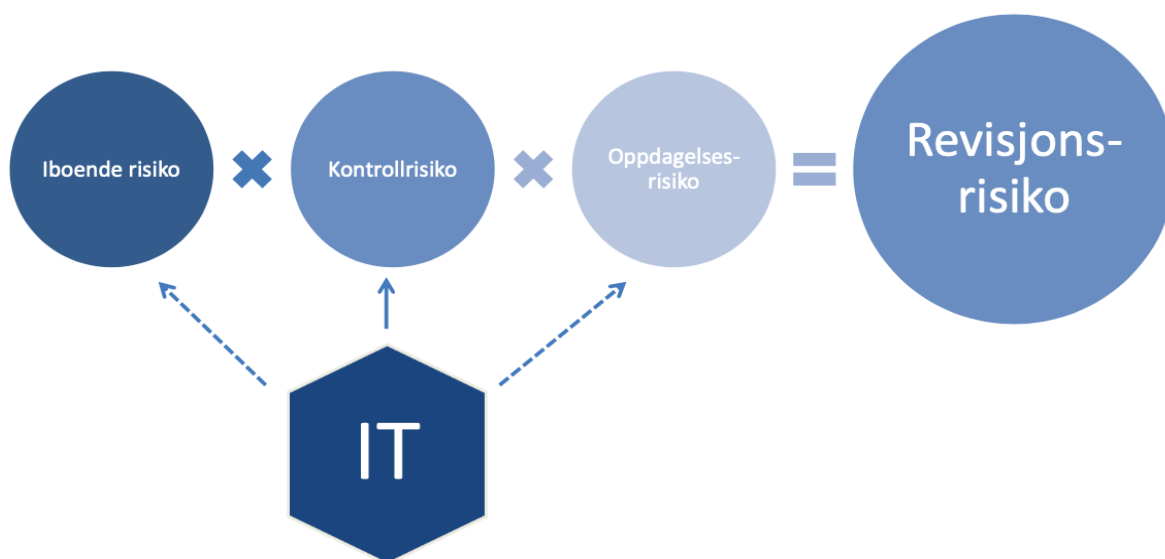 Iboende risiko
Kontrollrisiko
Oppdagelses-
risiko
Revisjons-
risiko
IT